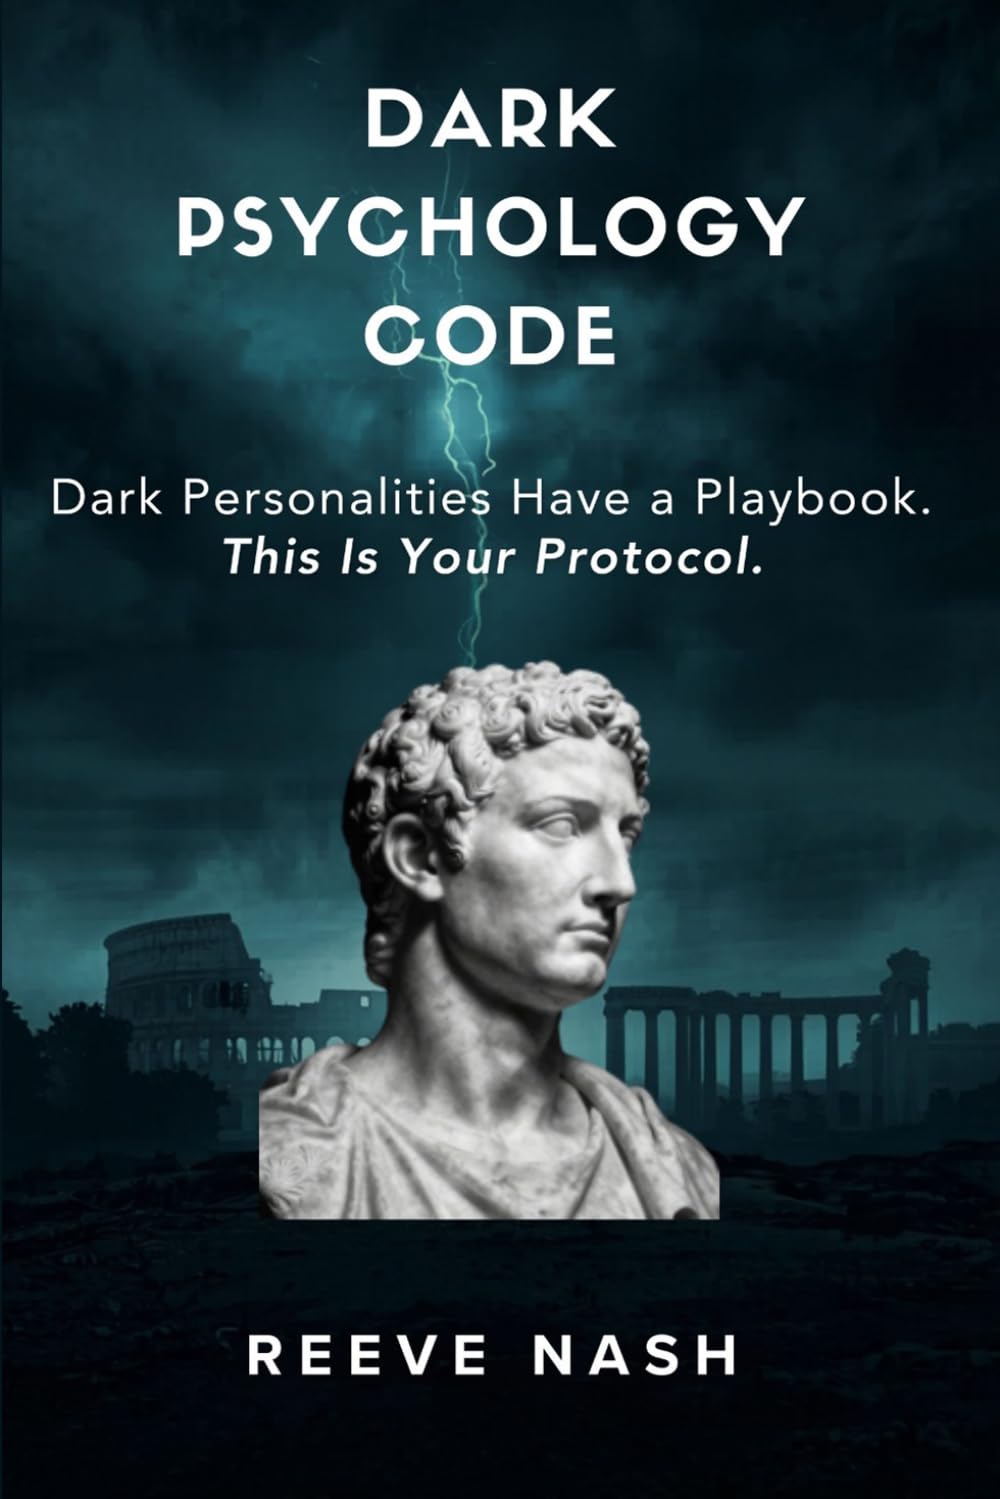 DARK
PSYCHOLOGY
CODE
Dark Personalities Have a Playbook.
This Is Your Protocol.
REEVE NASH